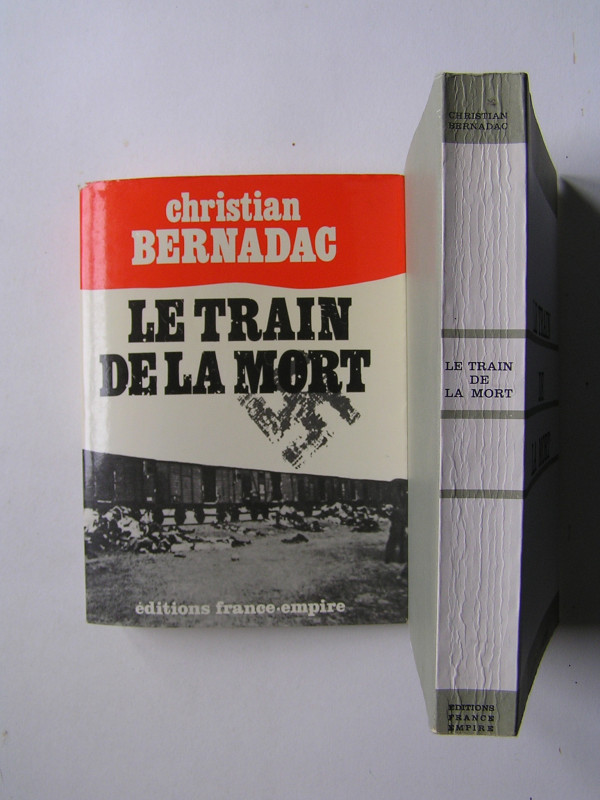 christian
BERNADAC
LE TRAIN
DE LA MORT
éditions france-empire
CHRISTIAN
BERNADAC
LE TRAIN
DE
LA MORT
EDITIONS
FRANCE
EMPIRE